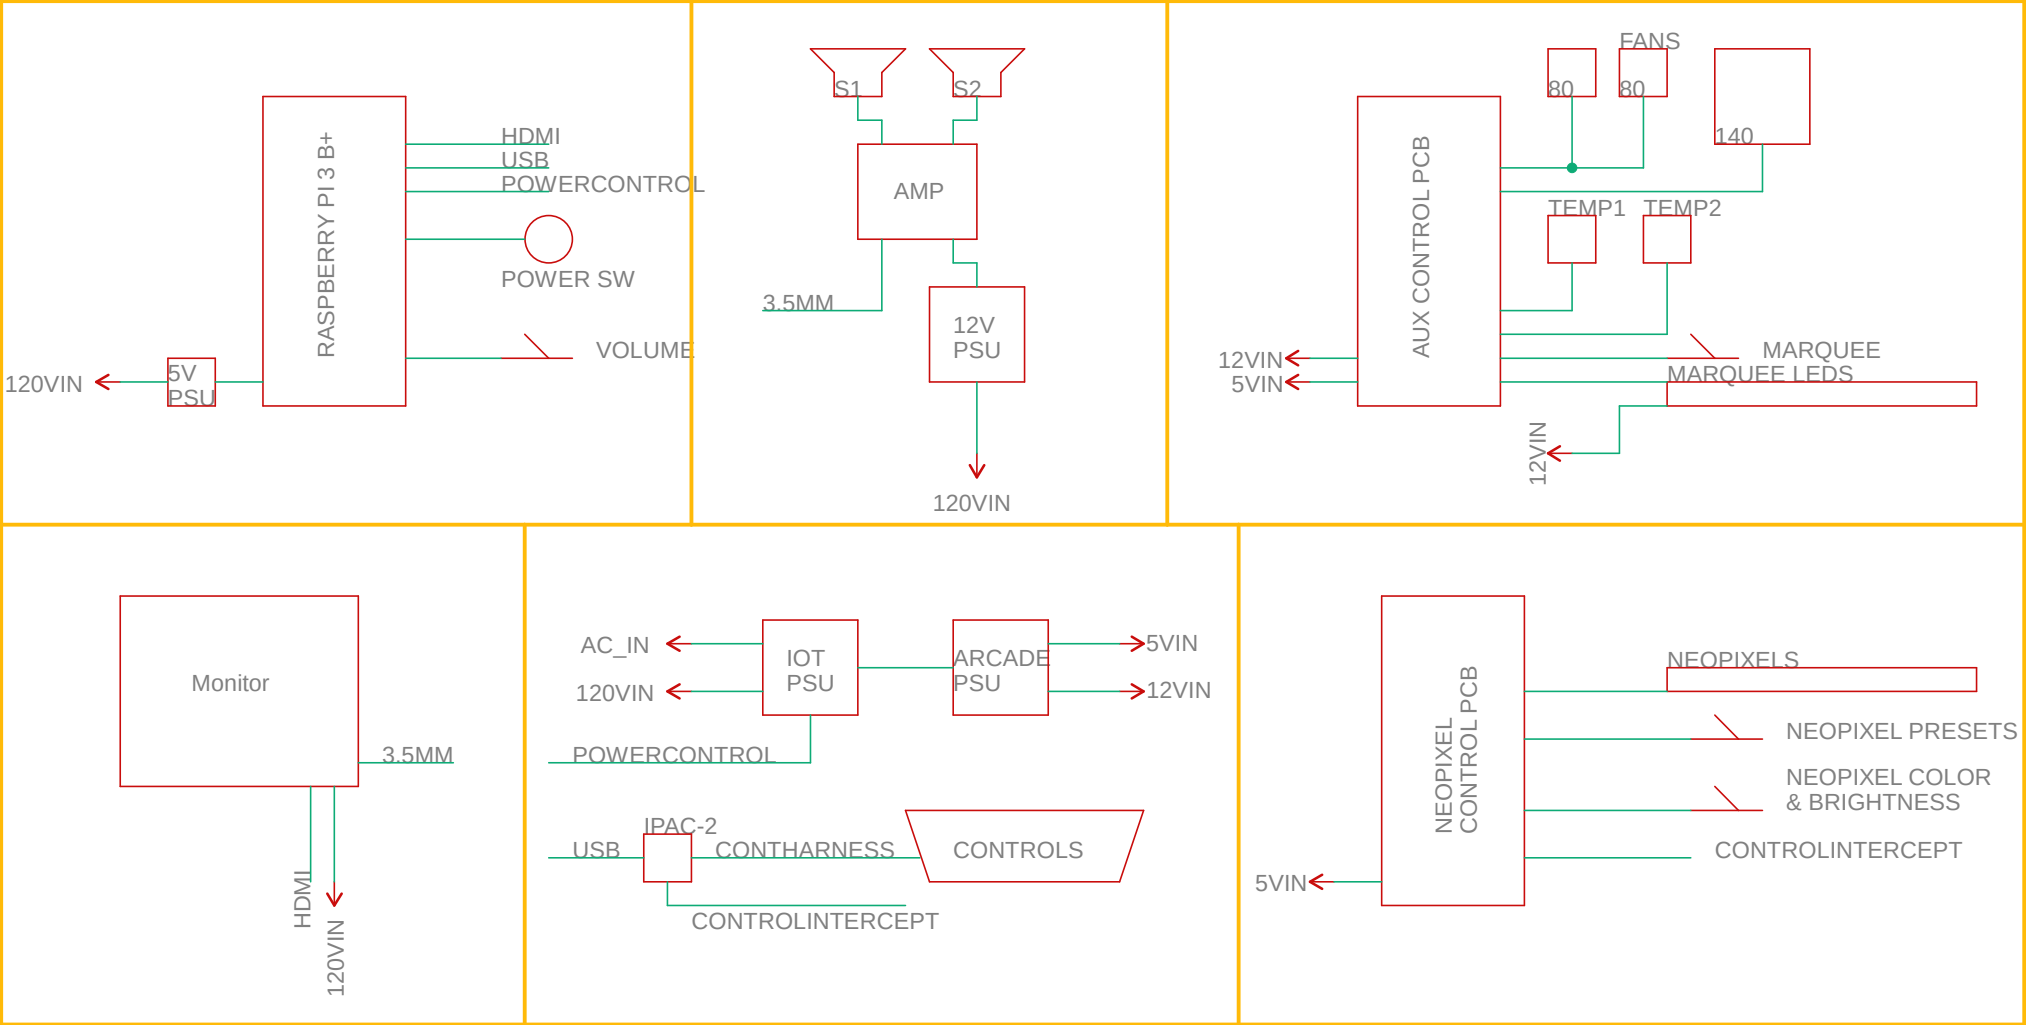 HDMI
USB
POWERCONTROL
RASPBERRY PI 3 B+
POWER SW
VOLUME
5V
PSU
120VIN
S1
S2
AMP
3.5MM
12V
PSU
120VIN
FANS
80
80
140
AUX CONTROL PCB
TEMP1
TEMP2
12VIN
5VIN
MARQUEE
MARQUEE LEDS
12VIN
Monitor
3.5MM
HDMI
120VIN
AC_IN
120VIN
IOT
PSU
ARCADE
PSU
5VIN
12VIN
POWERCONTROL
IPAC-2
USB
CONTHARNESS
CONTROLS
CONTROLINTERCEPT
NEOPIXEL
CONTROL PCB
NEOPIXELS
NEOPIXEL PRESETS
NEOPIXEL COLOR
& BRIGHTNESS
CONTROLINTERCEPT
5VIN